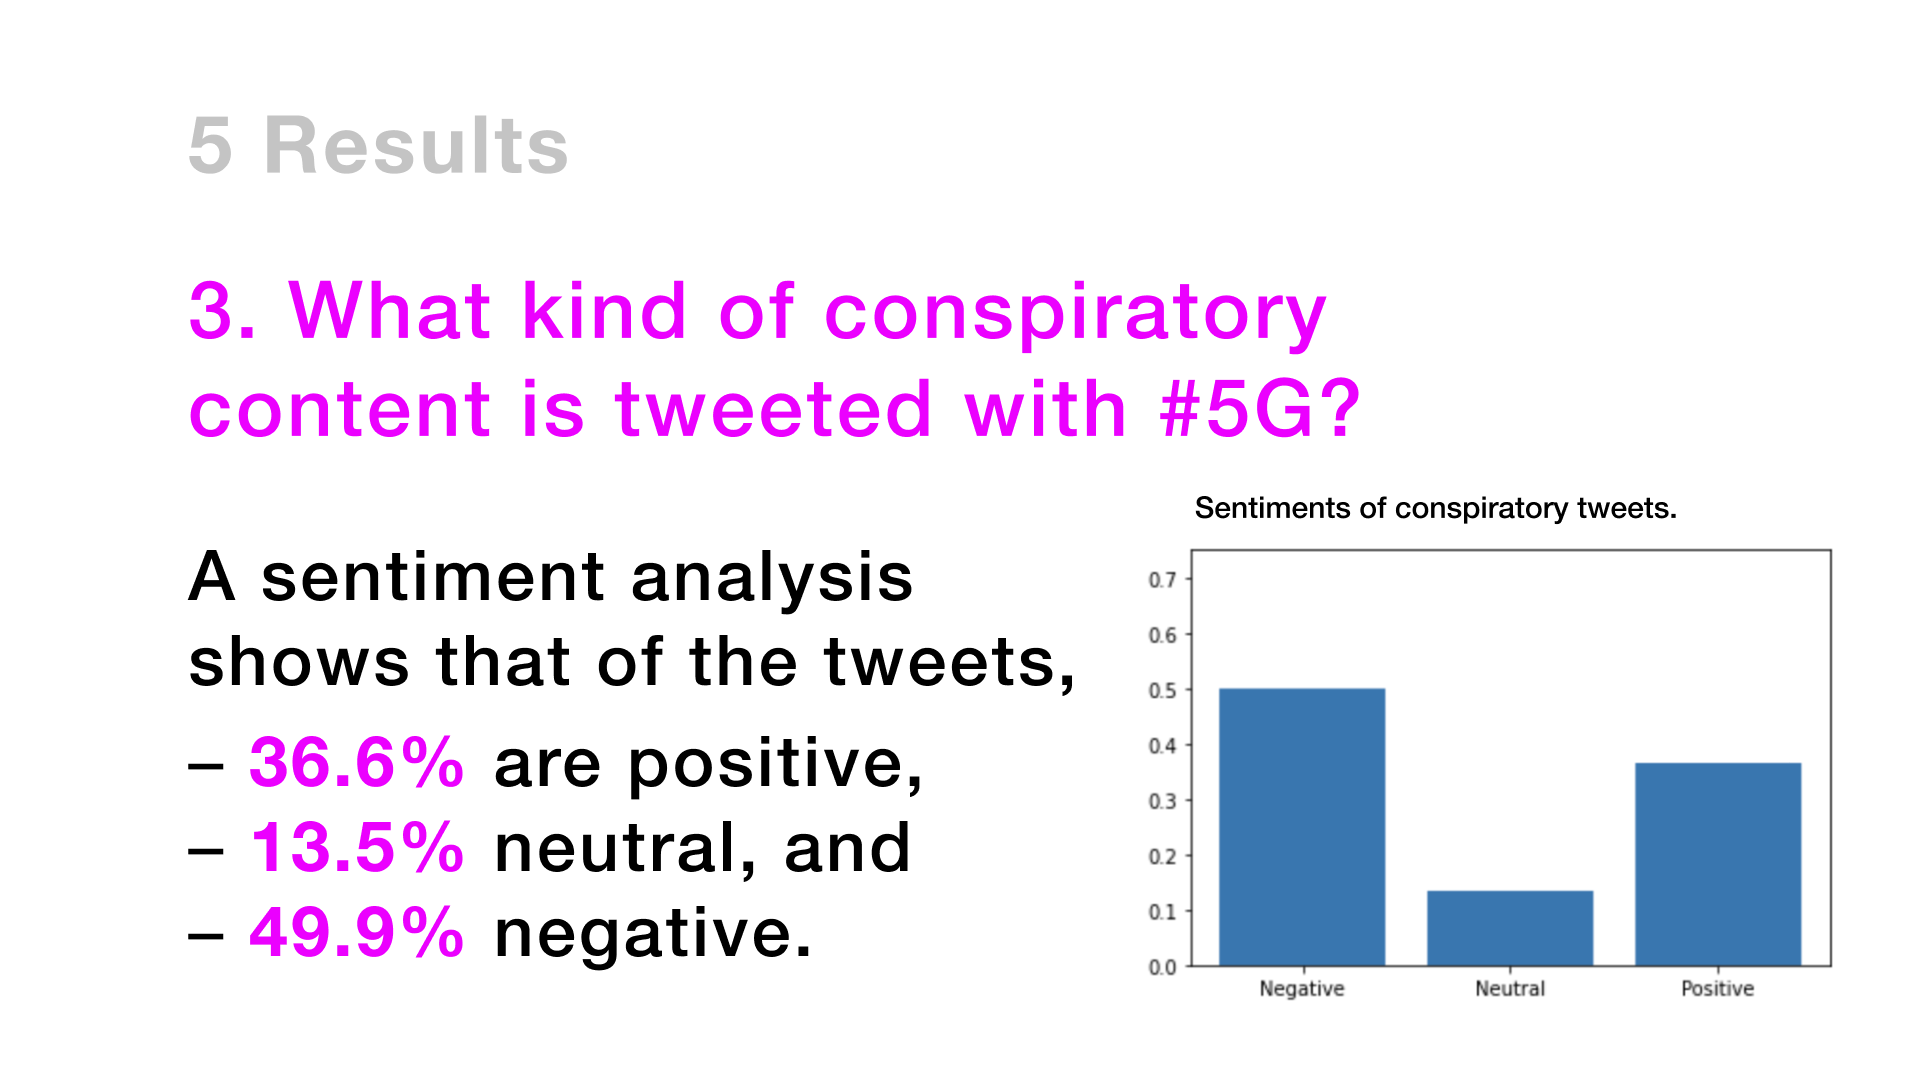 5 Results
3. What kind of conspiratory
content is tweeted with #5G?
A sentiment analysis
shows that of the tweets,
– 36.6% are positive,
– 13.5% neutral, and
– 49.9% negative.
Sentiments of conspiratory tweets.
0.7
0.6
0.5
0.4
0.3
0.2
0.1
0.0
Negative Neutral Positive